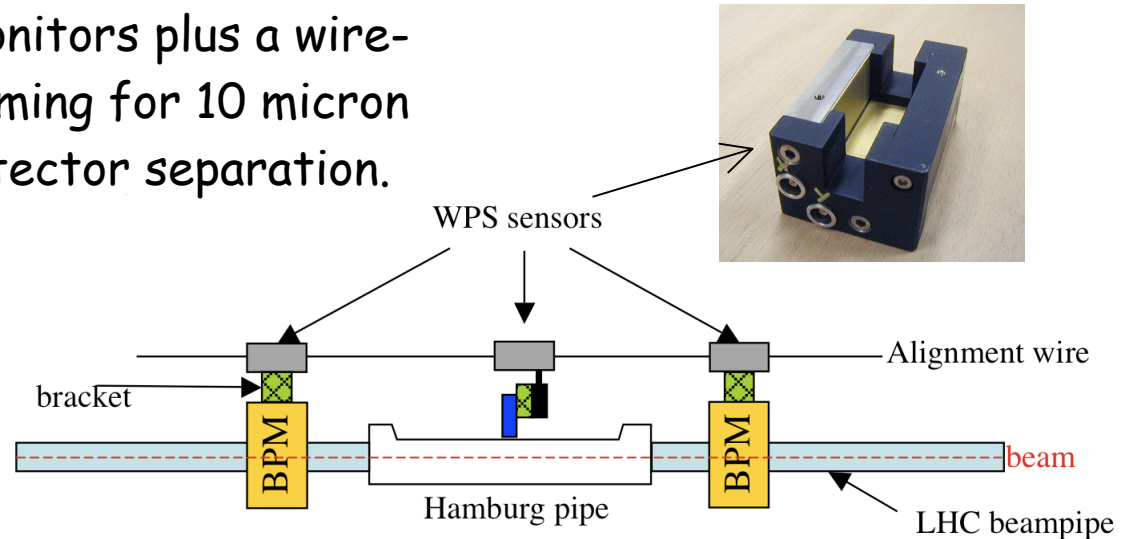 onitors plus a wire-
ming for 10 micron
tector separation.
WPS sensors
Alignment wire
bracket
BPM
BPM
beam
Hamburg pipe
LHC beampipe